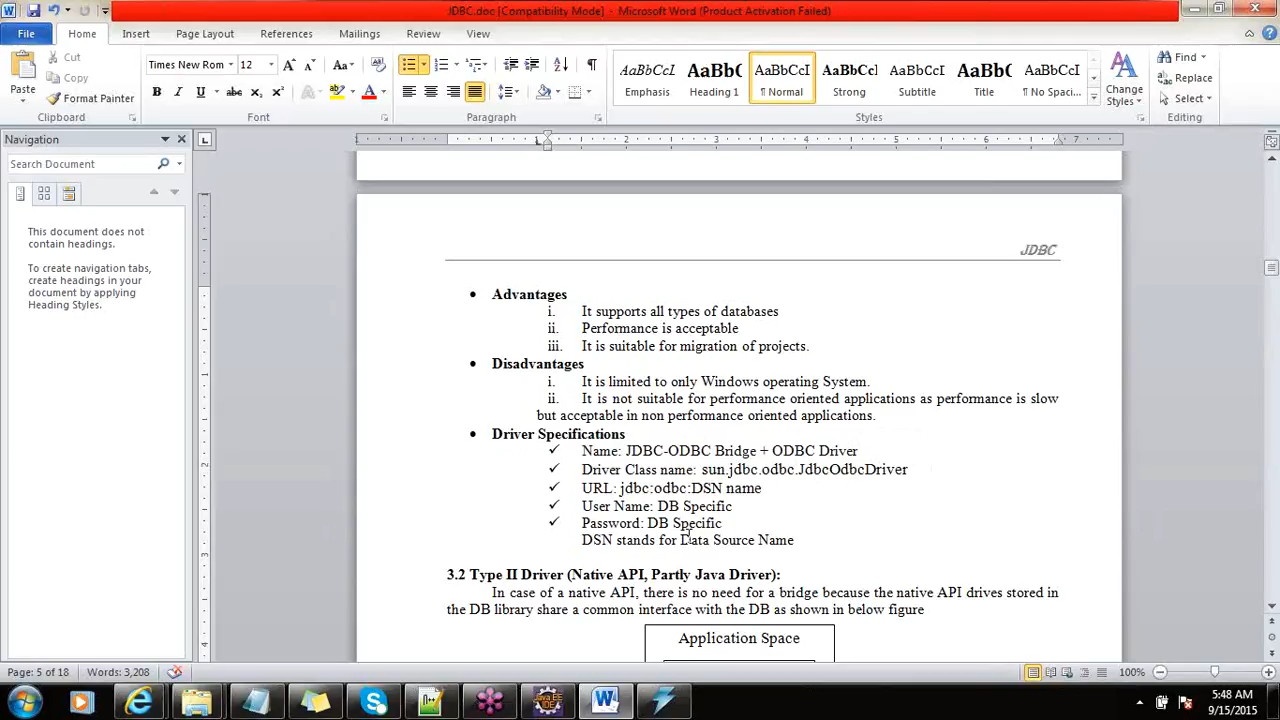 JDBC.doc [Compatibility Mode] - Microsoft Word (Product Activation Failed)
File Home Insert Page Layout References Mailings Review View
Cut
Copy
Format Painter
Paste
Clipboard
Times New Rom 12
Font
Paragraph
AaBbCcI AaBbC AaBbCcI AaBbCcl AaBbCcI AaBbC AaBbCcI
Emphasis Heading 1 ¶ Normal Strong Subtitle Title ¶ No Spaci...
Styles
Change Styles
Find
Replace
Select
Editing
Navigation
Search Document
This document does not
contain headings.
To create navigation tabs,
create headings in your
document by applying
Heading Styles.
1 2 3 4 5 6 7
JDBC
• Advantages
i. It supports all types of databases
ii. Performance is acceptable
iii. It is suitable for migration of projects.
• Disadvantages
i. It is limited to only Windows operating System.
ii. It is not suitable for performance oriented applications as performance is slow
but acceptable in non performance oriented applications.
• Driver Specifications
✓ Name: JDBC-ODBC Bridge + ODBC Driver
✓ Driver Class name: sun.jdbc.odbc.JdbcOdbcDriver
✓ URL: jdbc:odbc:DSN name
✓ User Name: DB Specific
✓ Password: DB Specific
DSN stands for Data Source Name
3.2 Type II Driver (Native API, Partly Java Driver):
In case of a native API, there is no need for a bridge because the native API drives stored in
the DB library share a common interface with the DB as shown in below figure
Application Space
Page: 5 of 18 Words: 3,208 100%
5:48 AM
9/15/2015